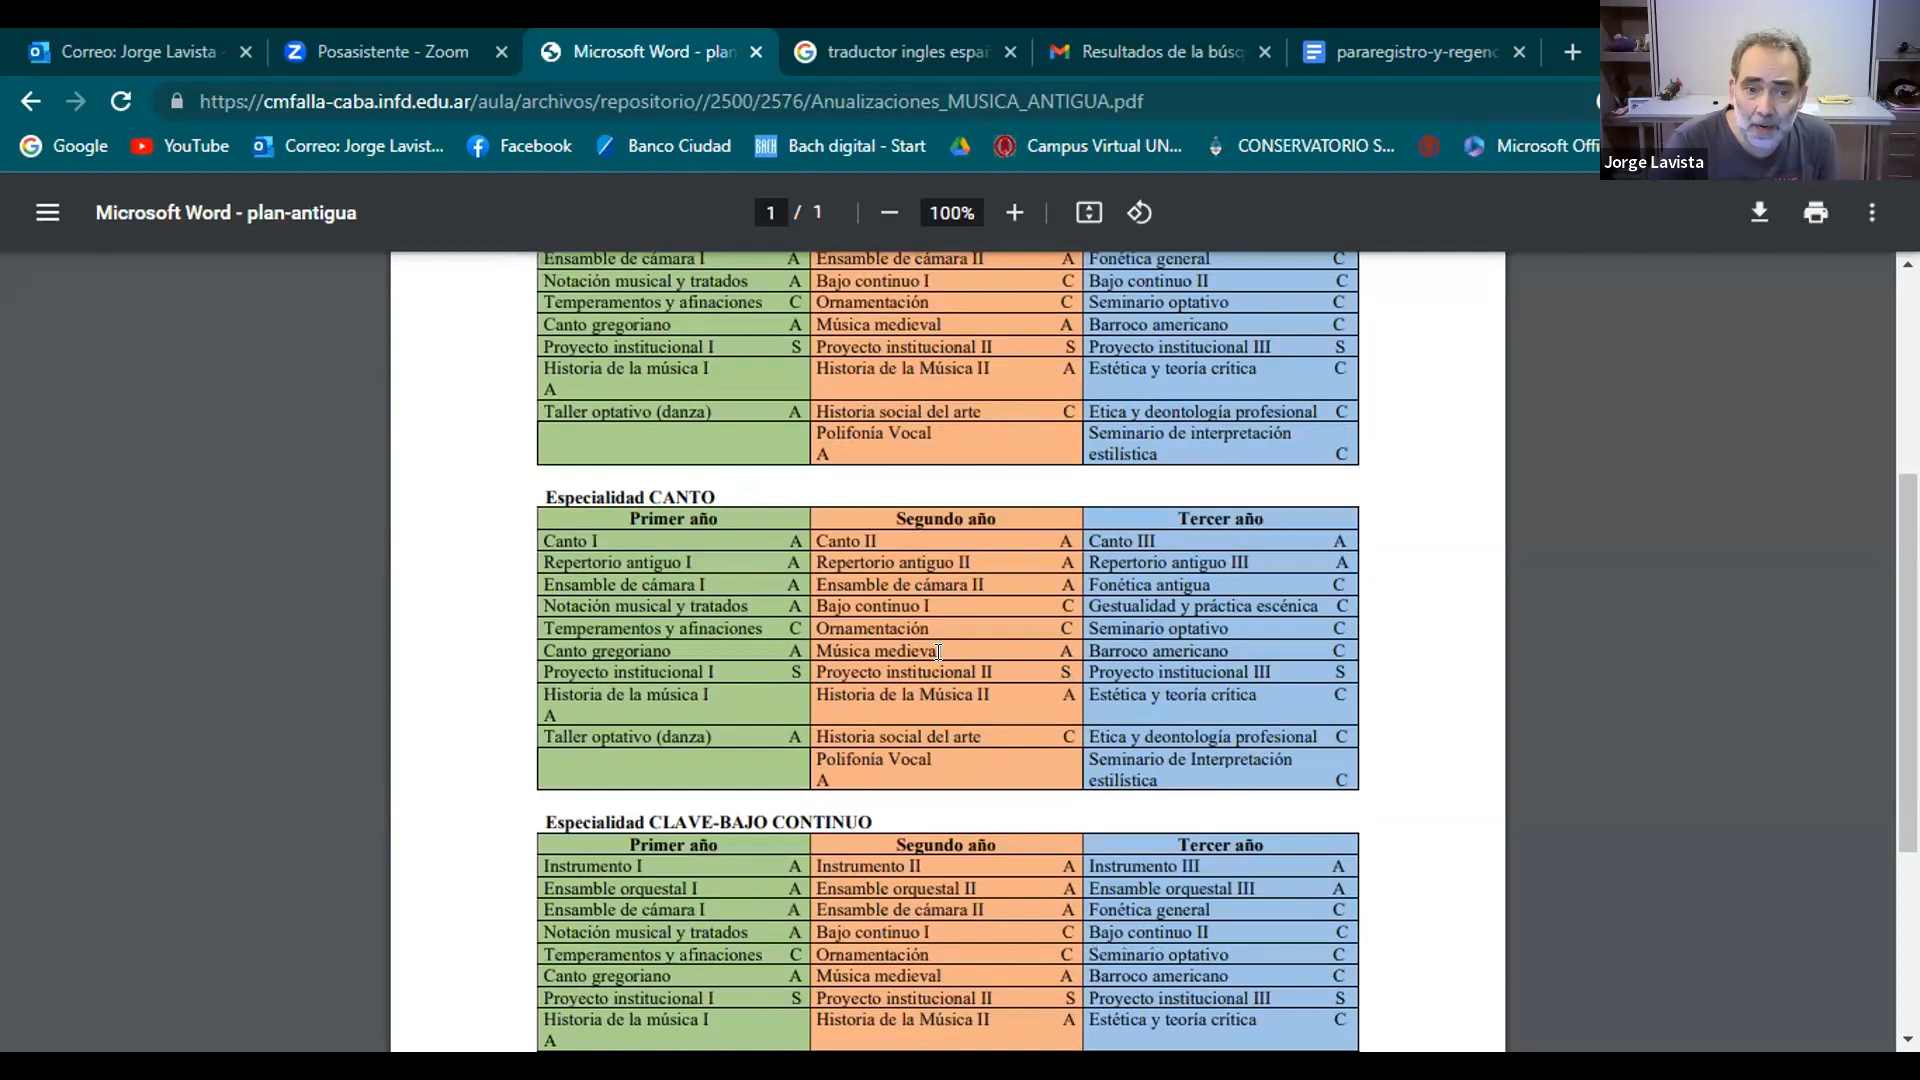 Correo: Jorge Lavista -
Posasistente - Zoom
Microsoft Word - plan
traductor ingles espa
Resultados de la búsq
pararegistro-y-regenc
https://cmfalla-caba.infd.edu.ar/aula/archivos/repositorio//2500/2576/Anualizaciones_MUSICA_ANTIGUA.pdf
Google
YouTube
Correo: Jorge Lavist...
Facebook
Banco Ciudad
BACH
Bach digital - Start
Campus Virtual UN...
CONSERVATORIO S...
Microsoft Offi
Jorge Lavista
Microsoft Word - plan-antigua
1 / 1
100%
Ensamble de cámara I A Ensamble de cámara II A Fonética general C
Notación musical y tratados A Bajo continuo I C Bajo continuo II C
Temperamentos y afinaciones C Ornamentación C Seminario optativo C
Canto gregoriano A Música medieval A Barroco americano C
Proyecto institucional I S Proyecto institucional II S Proyecto institucional III S
Historia de la música I Historia de la Música II A Estética y teoría crítica C
A
Taller optativo (danza) A Historia social del arte C Etica y deontología profesional C
Polifonía Vocal Seminario de interpretación
A estilística C
Especialidad CANTO
Primer año Segundo año Tercer año
Canto I A Canto II A Canto III A
Repertorio antiguo I A Repertorio antiguo II A Repertorio antiguo III A
Ensamble de cámara I A Ensamble de cámara II A Fonética antigua C
Notación musical y tratados A Bajo continuo I C Gestualidad y práctica escénica C
Temperamentos y afinaciones C Ornamentación C Seminario optativo C
Canto gregoriano A Música medieval A Barroco americano C
Proyecto institucional I S Proyecto institucional II S Proyecto institucional III S
Historia de la música I Historia de la Música II A Estética y teoría crítica C
A
Taller optativo (danza) A Historia social del arte C Etica y deontología profesional C
Polifonía Vocal Seminario de Interpretación
A estilística C
Especialidad CLAVE-BAJO CONTINUO
Primer año Segundo año Tercer año
Instrumento I A Instrumento II A Instrumento III A
Ensamble orquestal I A Ensamble orquestal II A Ensamble orquestal III A
Ensamble de cámara I A Ensamble de cámara II A Fonética general C
Notación musical y tratados A Bajo continuo I C Bajo continuo II C
Temperamentos y afinaciones C Ornamentación C Seminario optativo C
Canto gregoriano A Música medieval A Barroco americano C
Proyecto institucional I S Proyecto institucional II S Proyecto institucional III S
Historia de la música I Historia de la Música II A Estética y teoría crítica C
A